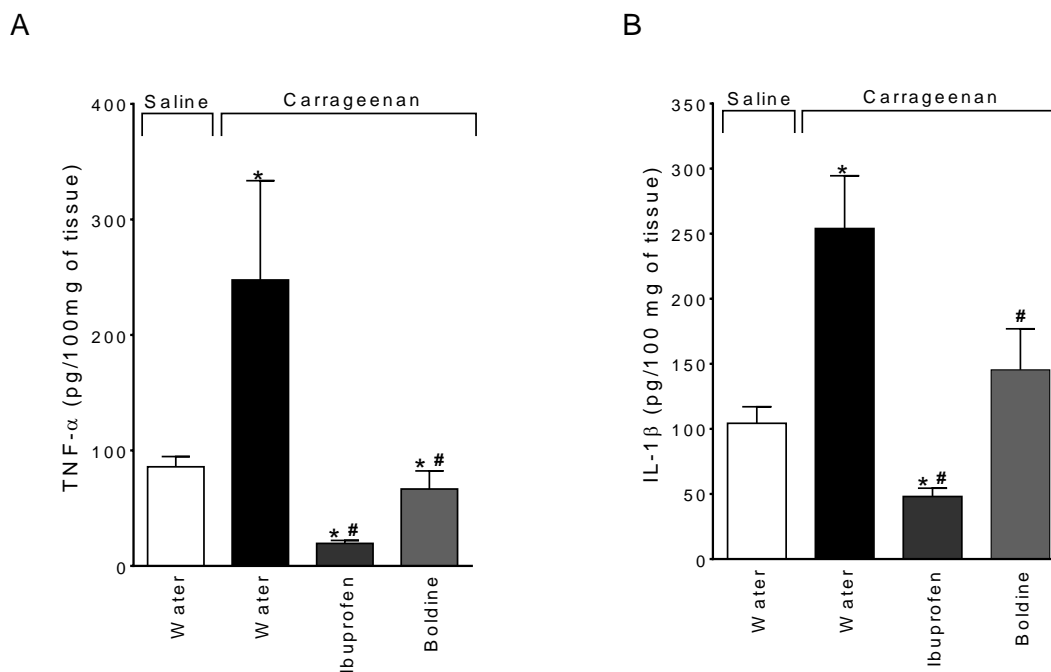 A
Saline Carrageenan
400
300
200
100
0
TNF-α (pg/100mg of tissue)
*
* #
* #
Water
Water
Ibuprofen
Boldine
B
Saline Carrageenan
350
300
250
200
150
100
50
0
IL-1β (pg/100 mg of tissue)
*
* #
#
Water
Water
Ibuprofen
Boldine